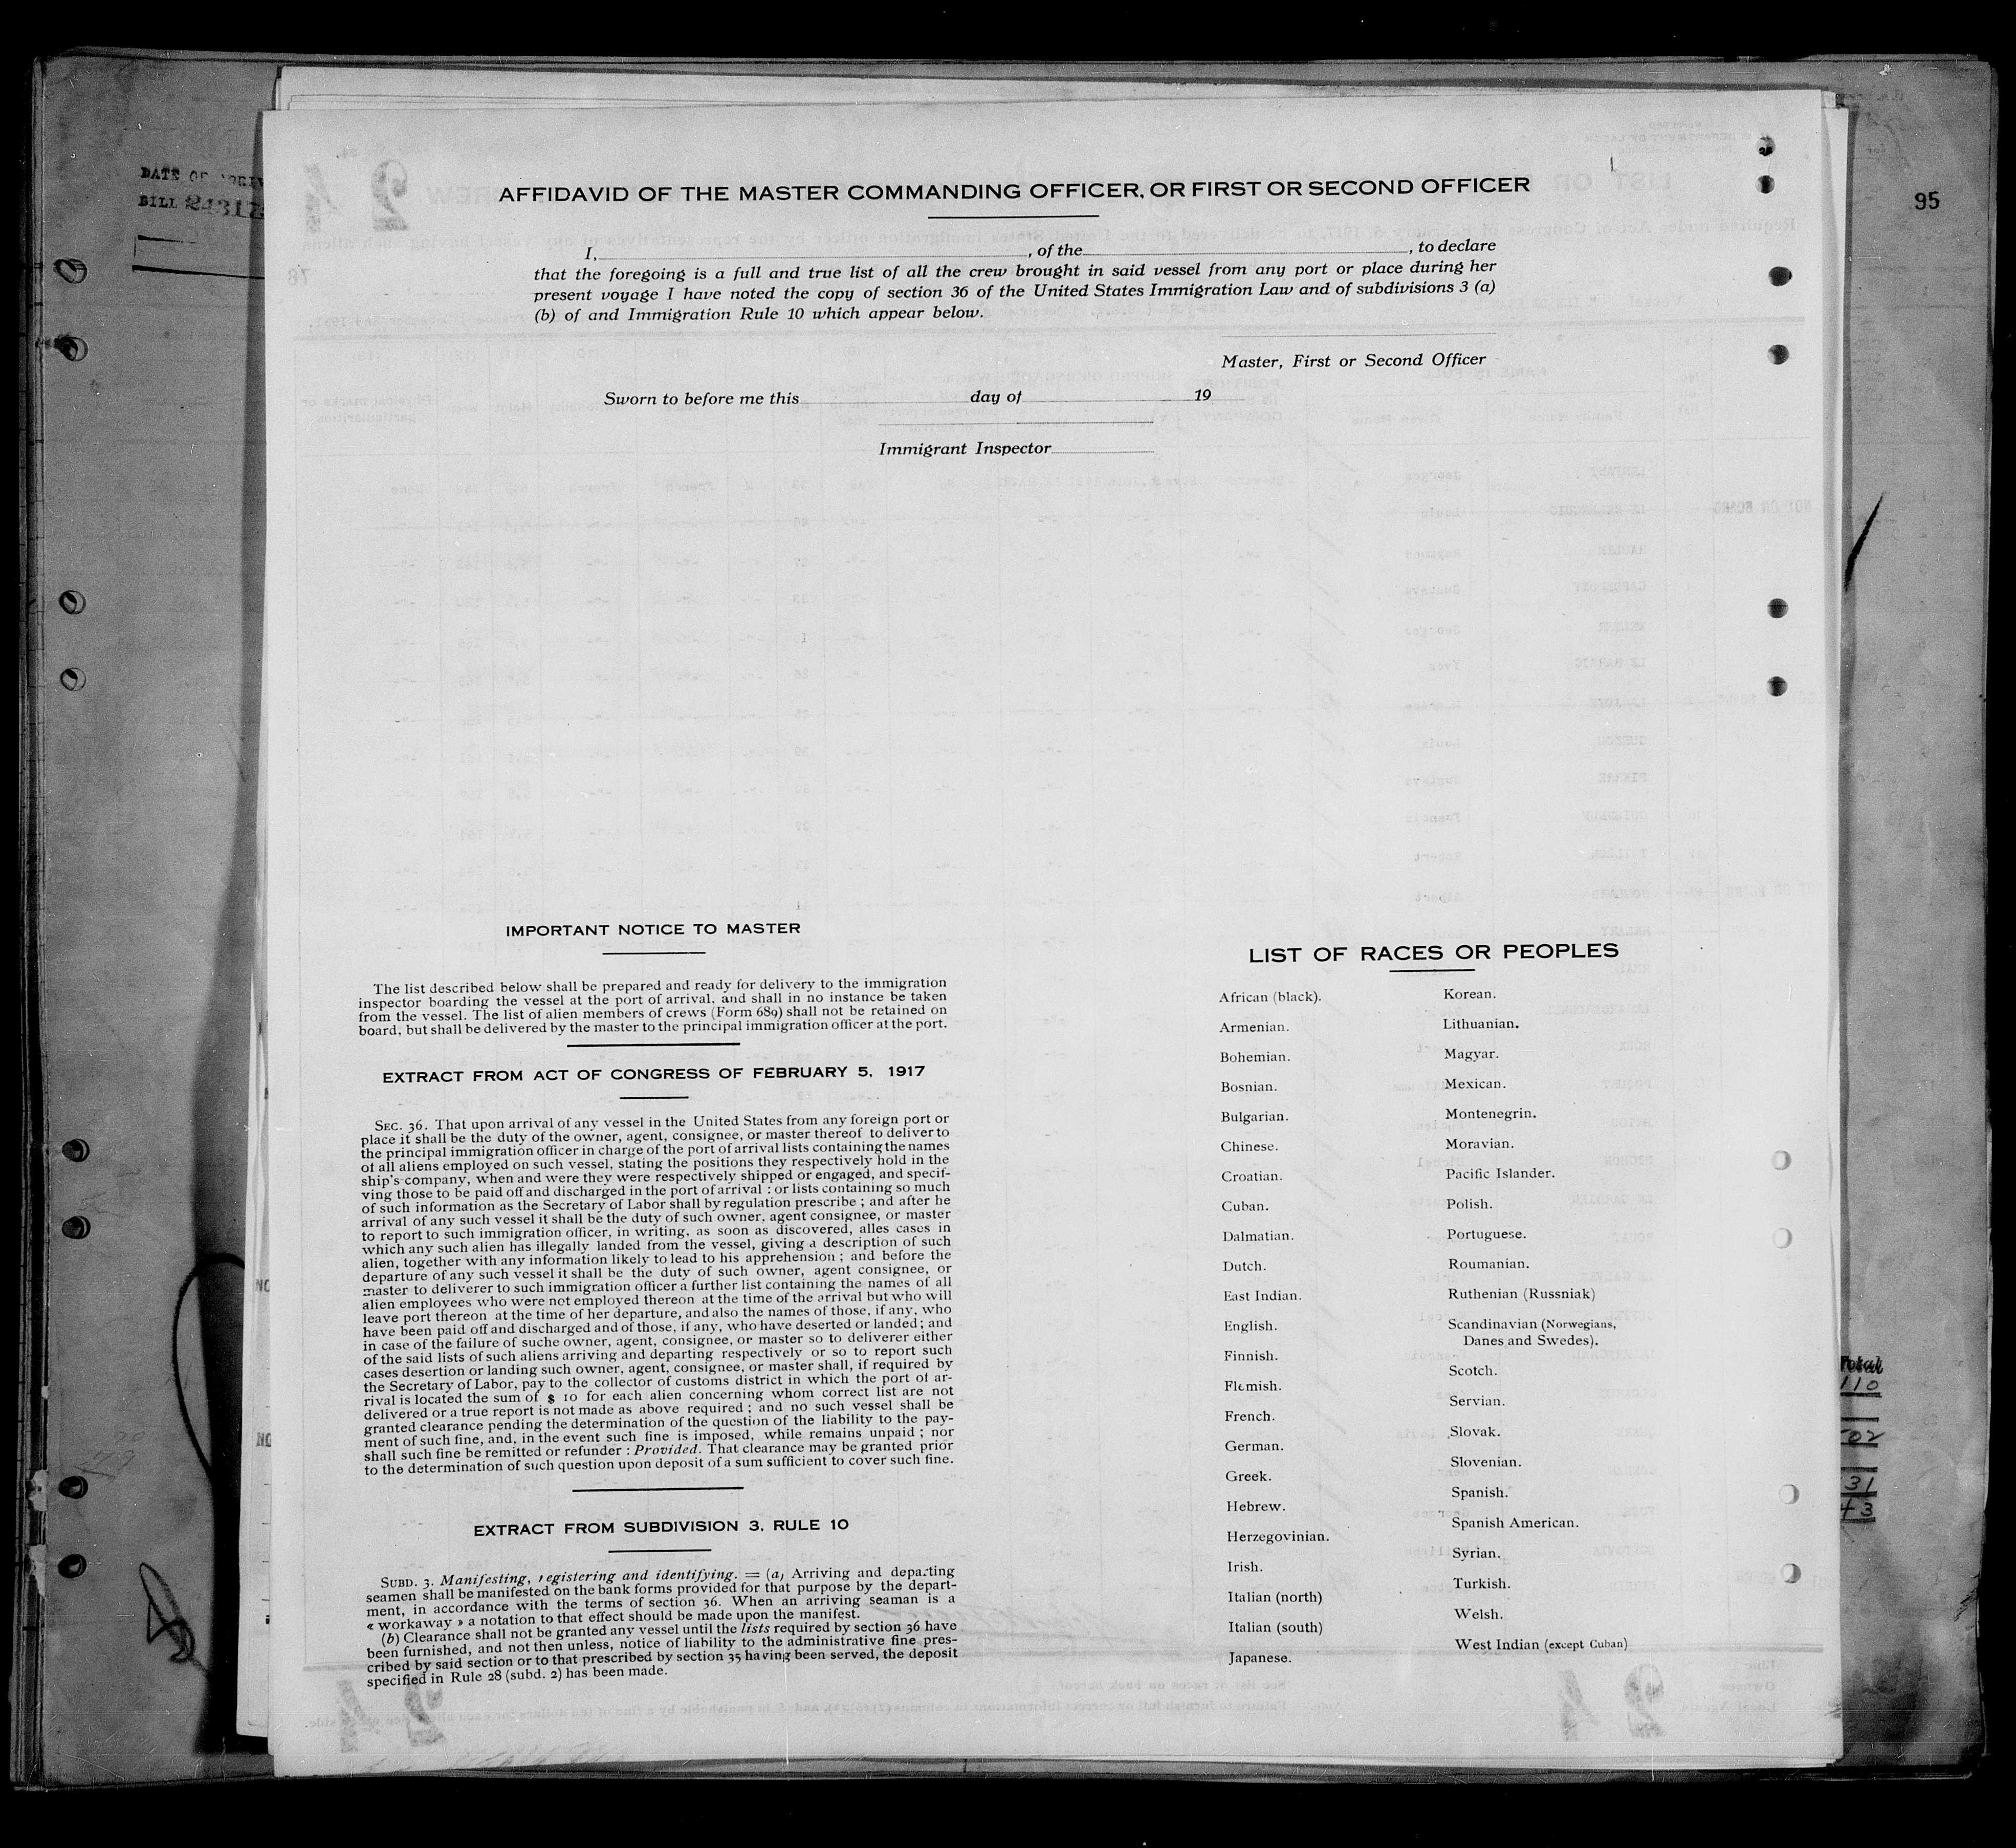 DATE OF
BILL
95
AFFIDAVID OF THE MASTER COMMANDING OFFICER, OR FIRST OR SECOND OFFICER
I, , of the , to declare
that the foregoing is a full and true list of all the crew brought in said vessel from any port or place during her
present voyage I have noted the copy of section 36 of the United States Immigration Law and of subdivisions 3 (a)
(b) of and Immigration Rule 10 which appear below.
Master, First or Second Officer
Sworn to before me this day of 19
Immigrant Inspector
IMPORTANT NOTICE TO MASTER
The list described below shall be prepared and ready for delivery to the immigration
inspector boarding the vessel at the port of arrival, and shall in no instance be taken
from the vessel. The list of alien members of crews (Form 689) shall not be retained on
board, but shall be delivered by the master to the principal immigration officer at the port.
EXTRACT FROM ACT OF CONGRESS OF FEBRUARY 5, 1917
SEC. 36. That upon arrival of any vessel in the United States from any foreign port or
place it shall be the duty of the owner, agent, consignee, or master thereof to deliver to
the principal immigration officer in charge of the port of arrival lists containing the names
of all aliens employed on such vessel, stating the positions they respectively hold in the
ship's company, when and were they were respectively shipped or engaged, and specif-
ving those to be paid off and discharged in the port of arrival : or lists containing so much
of such information as the Secretary of Labor shall by regulation prescribe ; and after he
arrival of any such vessel it shall be the duty of such owner, agent consignee, or master
to report to such immigration officer, in writing, as soon as discovered, alles cases in
which any such alien has illegally landed from the vessel, giving a description of such
alien, together with any information likely to lead to his apprehension ; and before the
departure of any such vessel it shall be the duty of such owner, agent consignee, or
master to deliverer to such immigration officer a further list containing the names of all
alien employees who were not employed thereon at the time of the arrival but who will
leave port thereon at the time of her departure, and also the names of those, if any, who
have been paid off and discharged and of those, if any, who have deserted or landed ; and
in case of the failure of suche owner, agent, consignee, or master so to deliverer either
of the said lists of such aliens arriving and departing respectively or so to report such
cases desertion or landing such owner, agent, consignee, or master shall, if required by
the Secretary of Labor, pay to the collector of customs district in which the port of ar-
rival is located the sum of $ 10 for each alien concerning whom correct list are not
delivered or a true report is not made as above required ; and no such vessel shall be
granted clearance pending the determination of the question of the liability to the pay-
ment of such fine, and, in the event such fine is imposed, while remains unpaid ; nor
shall such fine be remitted or refunder : Provided. That clearance may be granted prior
to the determination of such question upon deposit of a sum sufficient to cover such fine.
EXTRACT FROM SUBDIVISION 3, RULE 10
SUBD. 3. Manifesting, registering and identifying. = (a) Arriving and departing
seamen shall be manifested on the bank forms provided for that purpose by the depart-
ment, in accordance with the terms of section 36. When an arriving seaman is a
« workaway » a notation to that effect should be made upon the manifest.
(b) Clearance shall not be granted any vessel until the lists required by section 36 have
been furnished, and not then unless, notice of liability to the administrative fine pres-
cribed by said section or to that prescribed by section 35 having been served, the deposit
specified in Rule 28 (subd. 2) has been made.
LIST OF RACES OR PEOPLES
African (black).
Armenian.
Bohemian.
Bosnian.
Bulgarian.
Chinese.
Croatian.
Cuban.
Dalmatian.
Dutch.
East Indian.
English.
Finnish.
Flemish.
French.
German.
Greek.
Hebrew.
Herzegovinian.
Irish.
Italian (north)
Italian (south)
Japanese.
Korean.
Lithuanian.
Magyar.
Mexican.
Montenegrin.
Moravian.
Pacific Islander.
Polish.
Portuguese.
Roumanian.
Ruthenian (Russniak)
Scandinavian (Norwegians,
Danes and Swedes).
Scotch.
Servian.
Slovak.
Slovenian.
Spanish.
Spanish American.
Syrian.
Turkish.
Welsh.
West Indian (except Cuban)
Total
110
02
31
43